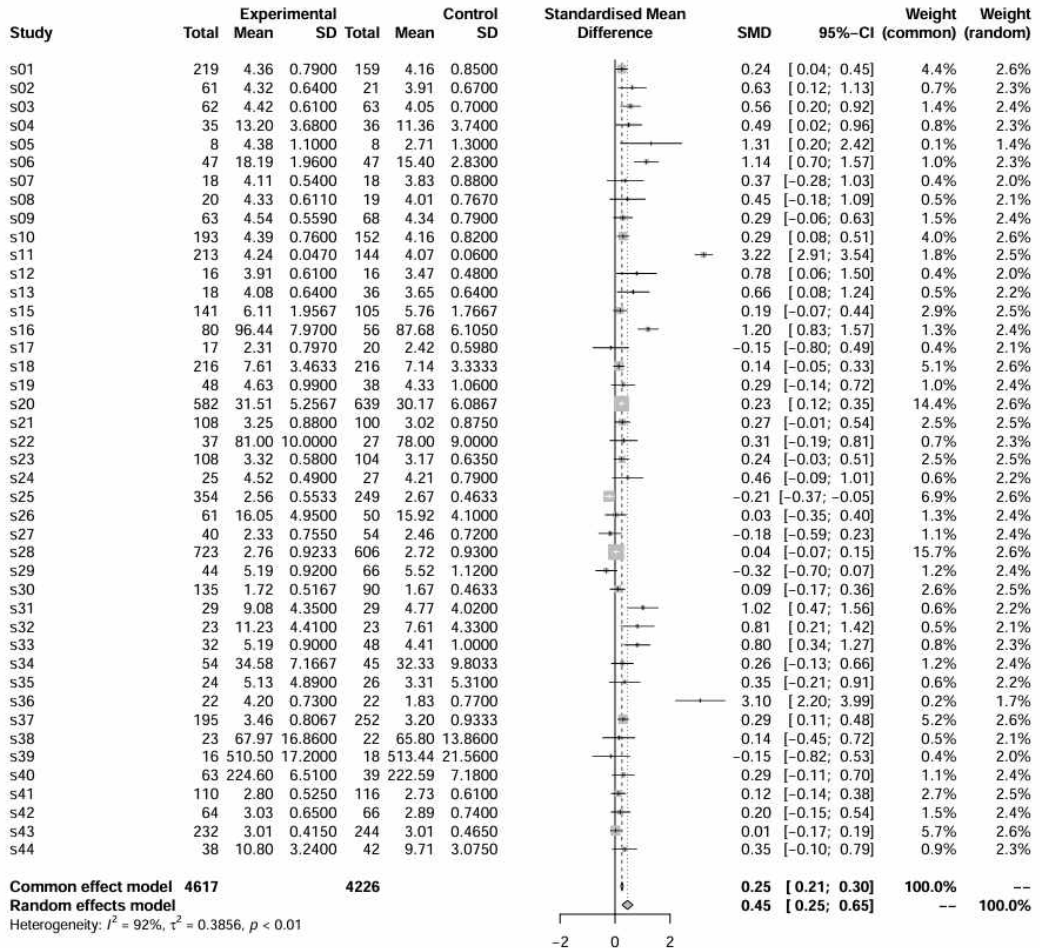 Experimental Control Standardised Mean Weight Weight
Study Total Mean SD Total Mean SD Difference SMD 95%−CI (common) (random)
s01 219 4.36 0.7900 159 4.16 0.8500 0.24 [ 0.04; 0.45] 4.4% 2.6%
s02 61 4.32 0.6400 21 3.91 0.6700 0.63 [ 0.12; 1.13] 0.7% 2.3%
s03 62 4.42 0.6100 63 4.05 0.7000 0.56 [ 0.20; 0.92] 1.4% 2.4%
s04 35 13.20 3.6800 36 11.36 3.7400 0.49 [ 0.02; 0.96] 0.8% 2.3%
s05 8 4.38 1.1000 8 2.71 1.3000 1.31 [ 0.20; 2.42] 0.1% 1.4%
s06 47 18.19 1.9600 47 15.40 2.8300 1.14 [ 0.70; 1.57] 1.0% 2.3%
s07 18 4.11 0.5400 18 3.83 0.8800 0.37 [−0.28; 1.03] 0.4% 2.0%
s08 20 4.33 0.6110 19 4.01 0.7670 0.45 [−0.18; 1.09] 0.5% 2.1%
s09 63 4.54 0.5590 68 4.34 0.7900 0.29 [−0.06; 0.63] 1.5% 2.4%
s10 193 4.39 0.7600 152 4.16 0.8200 0.29 [ 0.08; 0.51] 4.0% 2.6%
s11 213 4.24 0.0470 144 4.07 0.0600 3.22 [ 2.91; 3.54] 1.8% 2.5%
s12 16 3.91 0.6100 16 3.47 0.4800 0.78 [ 0.06; 1.50] 0.4% 2.0%
s13 18 4.08 0.6400 36 3.65 0.6400 0.66 [ 0.08; 1.24] 0.5% 2.2%
s15 141 6.11 1.9567 105 5.76 1.7667 0.19 [−0.07; 0.44] 2.9% 2.5%
s16 80 96.44 7.9700 56 87.68 6.1050 1.20 [ 0.83; 1.57] 1.3% 2.4%
s17 17 2.31 0.7970 20 2.42 0.5980 −0.15 [−0.80; 0.49] 0.4% 2.1%
s18 216 7.61 3.4633 216 7.14 3.3333 0.14 [−0.05; 0.33] 5.1% 2.6%
s19 48 4.63 0.9900 38 4.33 1.0600 0.29 [−0.14; 0.72] 1.0% 2.4%
s20 582 31.51 5.2567 639 30.17 6.0867 0.23 [ 0.12; 0.35] 14.4% 2.6%
s21 108 3.25 0.8800 100 3.02 0.8750 0.27 [−0.01; 0.54] 2.5% 2.5%
s22 37 81.00 10.0000 27 78.00 9.0000 0.31 [−0.19; 0.81] 0.7% 2.3%
s23 108 3.32 0.5800 104 3.17 0.6350 0.24 [−0.03; 0.51] 2.5% 2.5%
s24 25 4.52 0.4900 27 4.21 0.7900 0.46 [−0.09; 1.01] 0.6% 2.2%
s25 354 2.56 0.5533 249 2.67 0.4633 −0.21 [−0.37; −0.05] 6.9% 2.6%
s26 61 16.05 4.9500 50 15.92 4.1000 0.03 [−0.35; 0.40] 1.3% 2.4%
s27 40 2.33 0.7550 54 2.46 0.7200 −0.18 [−0.59; 0.23] 1.1% 2.4%
s28 723 2.76 0.9233 606 2.72 0.9300 0.04 [−0.07; 0.15] 15.7% 2.6%
s29 44 5.19 0.9200 66 5.52 1.1200 −0.32 [−0.70; 0.07] 1.2% 2.4%
s30 135 1.72 0.5167 90 1.67 0.4633 0.09 [−0.17; 0.36] 2.6% 2.5%
s31 29 9.08 4.3500 29 4.77 4.0200 1.02 [ 0.47; 1.56] 0.6% 2.2%
s32 23 11.23 4.4100 23 7.61 4.3300 0.81 [ 0.21; 1.42] 0.5% 2.1%
s33 32 5.19 0.9000 48 4.41 1.0000 0.80 [ 0.34; 1.27] 0.8% 2.3%
s34 54 34.58 7.1667 45 32.33 9.8033 0.26 [−0.13; 0.66] 1.2% 2.4%
s35 24 5.13 4.8900 26 3.31 5.3100 0.35 [−0.21; 0.91] 0.6% 2.2%
s36 22 4.20 0.7300 22 1.83 0.7700 3.10 [ 2.20; 3.99] 0.2% 1.7%
s37 195 3.46 0.8067 252 3.20 0.9333 0.29 [ 0.11; 0.48] 5.2% 2.6%
s38 23 67.97 16.8600 22 65.80 13.8600 0.14 [−0.45; 0.72] 0.5% 2.1%
s39 16 510.50 17.2000 18 513.44 21.5600 −0.15 [−0.82; 0.53] 0.4% 2.0%
s40 63 224.60 6.5100 39 222.59 7.1800 0.29 [−0.11; 0.70] 1.1% 2.4%
s41 110 2.80 0.5250 116 2.73 0.6100 0.12 [−0.14; 0.38] 2.7% 2.5%
s42 64 3.03 0.6500 66 2.89 0.7400 0.20 [−0.15; 0.54] 1.5% 2.4%
s43 232 3.01 0.4150 244 3.01 0.4650 0.01 [−0.17; 0.19] 5.7% 2.6%
s44 38 10.80 3.2400 42 9.71 3.0750 0.35 [−0.10; 0.79] 0.9% 2.3%
Common effect model 4617 4226 0.25 [ 0.21; 0.30] 100.0% −−
Random effects model 0.45 [ 0.25; 0.65] −− 100.0%
Heterogeneity: I² = 92%, τ² = 0.3856, p < 0.01
−2 0 2